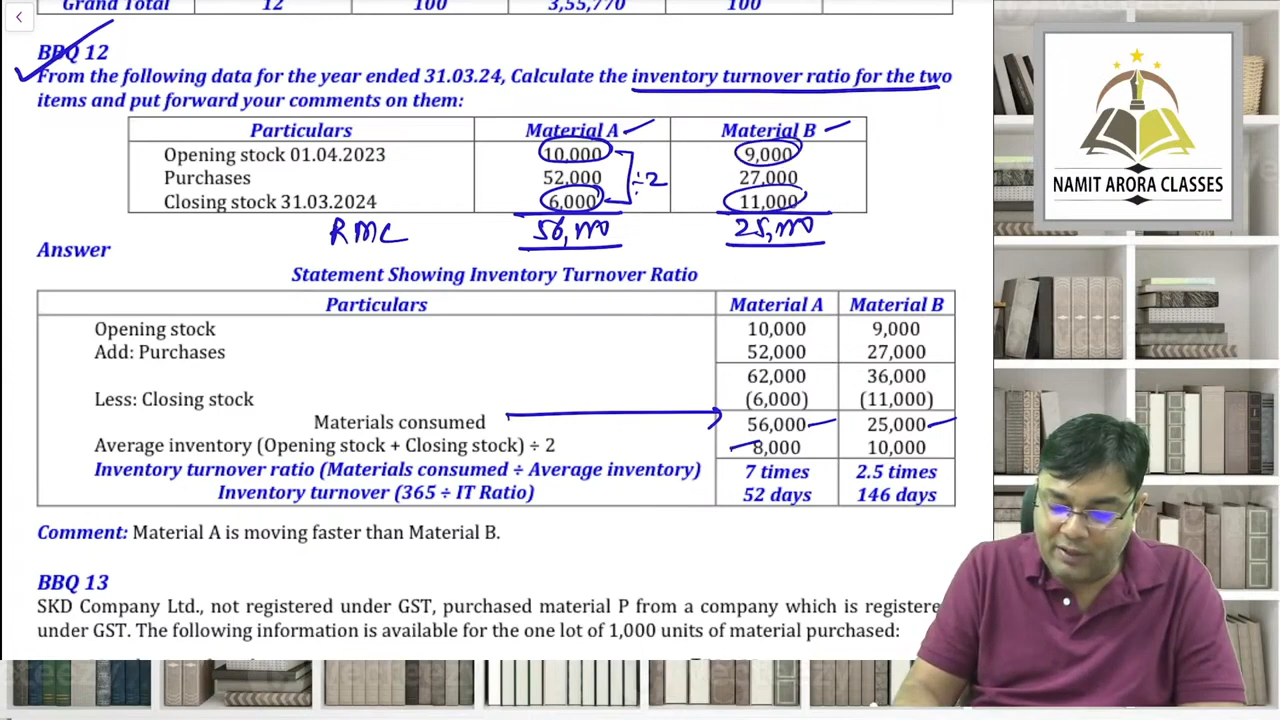 Grand Total 12 100 3,55,770 100
BBQ 12
From the following data for the year ended 31.03.24, Calculate the inventory turnover ratio for the two
items and put forward your comments on them:
Particulars Material A Material B
Opening stock 01.04.2023 10,000 9,000
Purchases 52,000 27,000
÷2
Closing stock 31.03.2024 6,000 11,000
RMC 56,000 25,000
Answer
Statement Showing Inventory Turnover Ratio
Particulars Material A Material B
Opening stock 10,000 9,000
Add: Purchases 52,000 27,000
62,000 36,000
Less: Closing stock (6,000) (11,000)
Materials consumed 56,000 25,000
Average inventory (Opening stock + Closing stock) ÷ 2 8,000 10,000
Inventory turnover ratio (Materials consumed ÷ Average inventory) 7 times 2.5 times
Inventory turnover (365 ÷ IT Ratio) 52 days 146 days
Comment: Material A is moving faster than Material B.
BBQ 13
SKD Company Ltd., not registered under GST, purchased material P from a company which is registere
under GST. The following information is available for the one lot of 1,000 units of material purchased:
NAMIT ARORA CLASSES